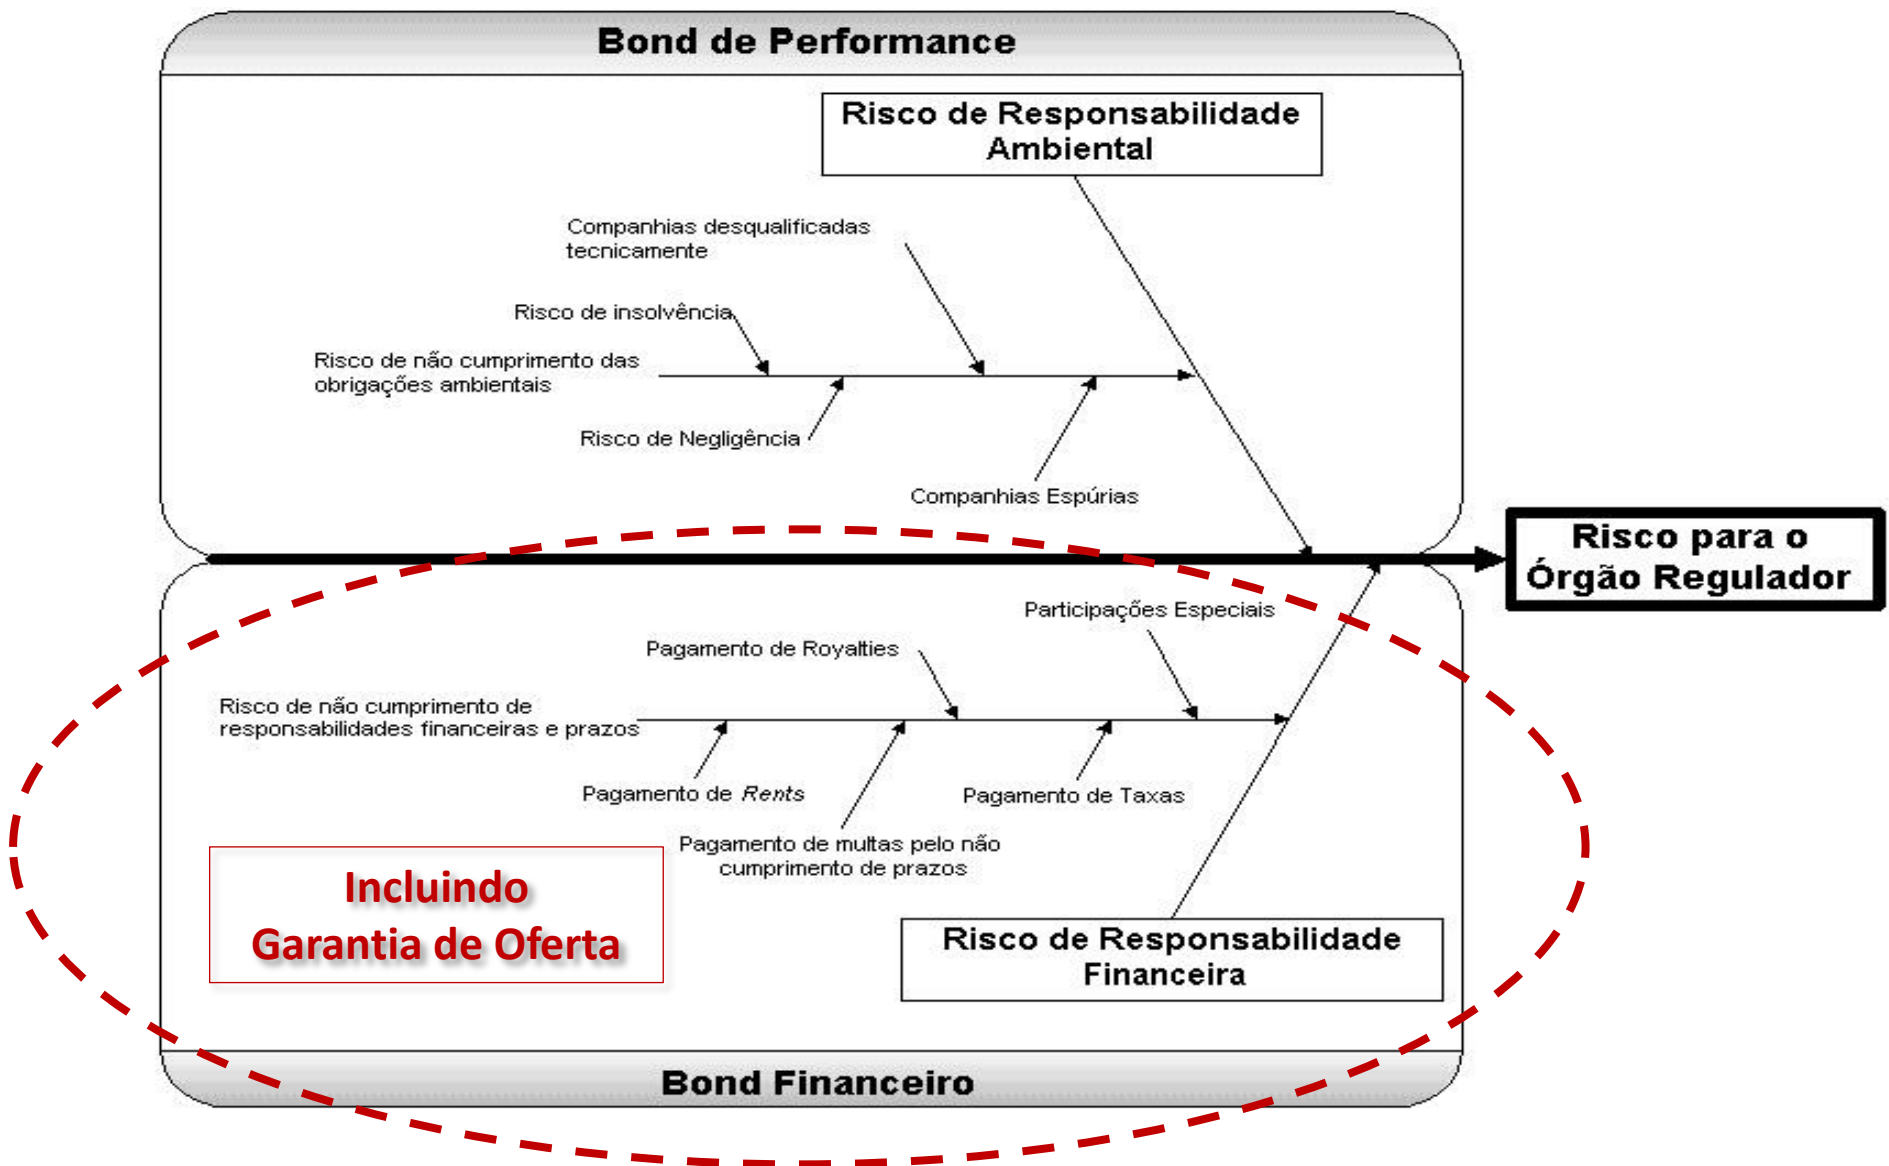 Bond de Performance
Risco de Responsabilidade
Ambiental
Companhias desqualificadas
tecnicamente
Risco de insolvência
Risco de não cumprimento das
obrigações ambientais
Risco de Negligência
Companhias Espúrias
Risco para o
Órgão Regulador
Participações Especiais
Pagamento de Royalties
Risco de não cumprimento de
responsabilidades financeiras e prazos
Pagamento de Rents
Pagamento de Taxas
Pagamento de multas pelo não
cumprimento de prazos
Incluindo
Garantia de Oferta
Risco de Responsabilidade
Financeira
Bond Financeiro